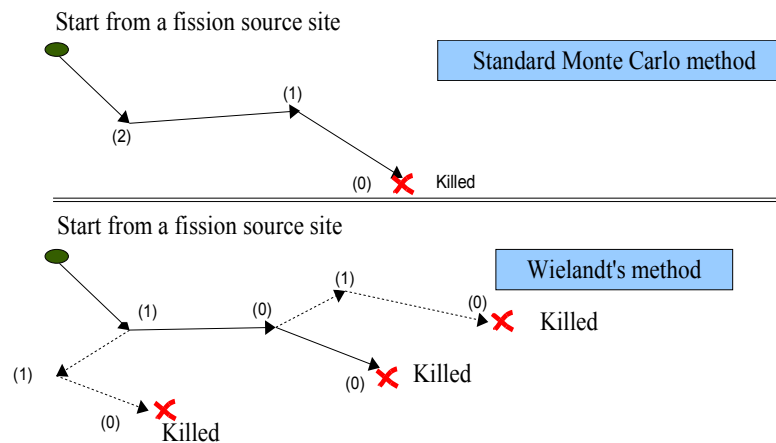 Start from a fission source site
Standard Monte Carlo method
(1)
(2)
(0)
Killed
Start from a fission source site
Wielandt's method
(1)
(0)
(1)
(0)
Killed
(1)
(0)
Killed
(0)
Killed